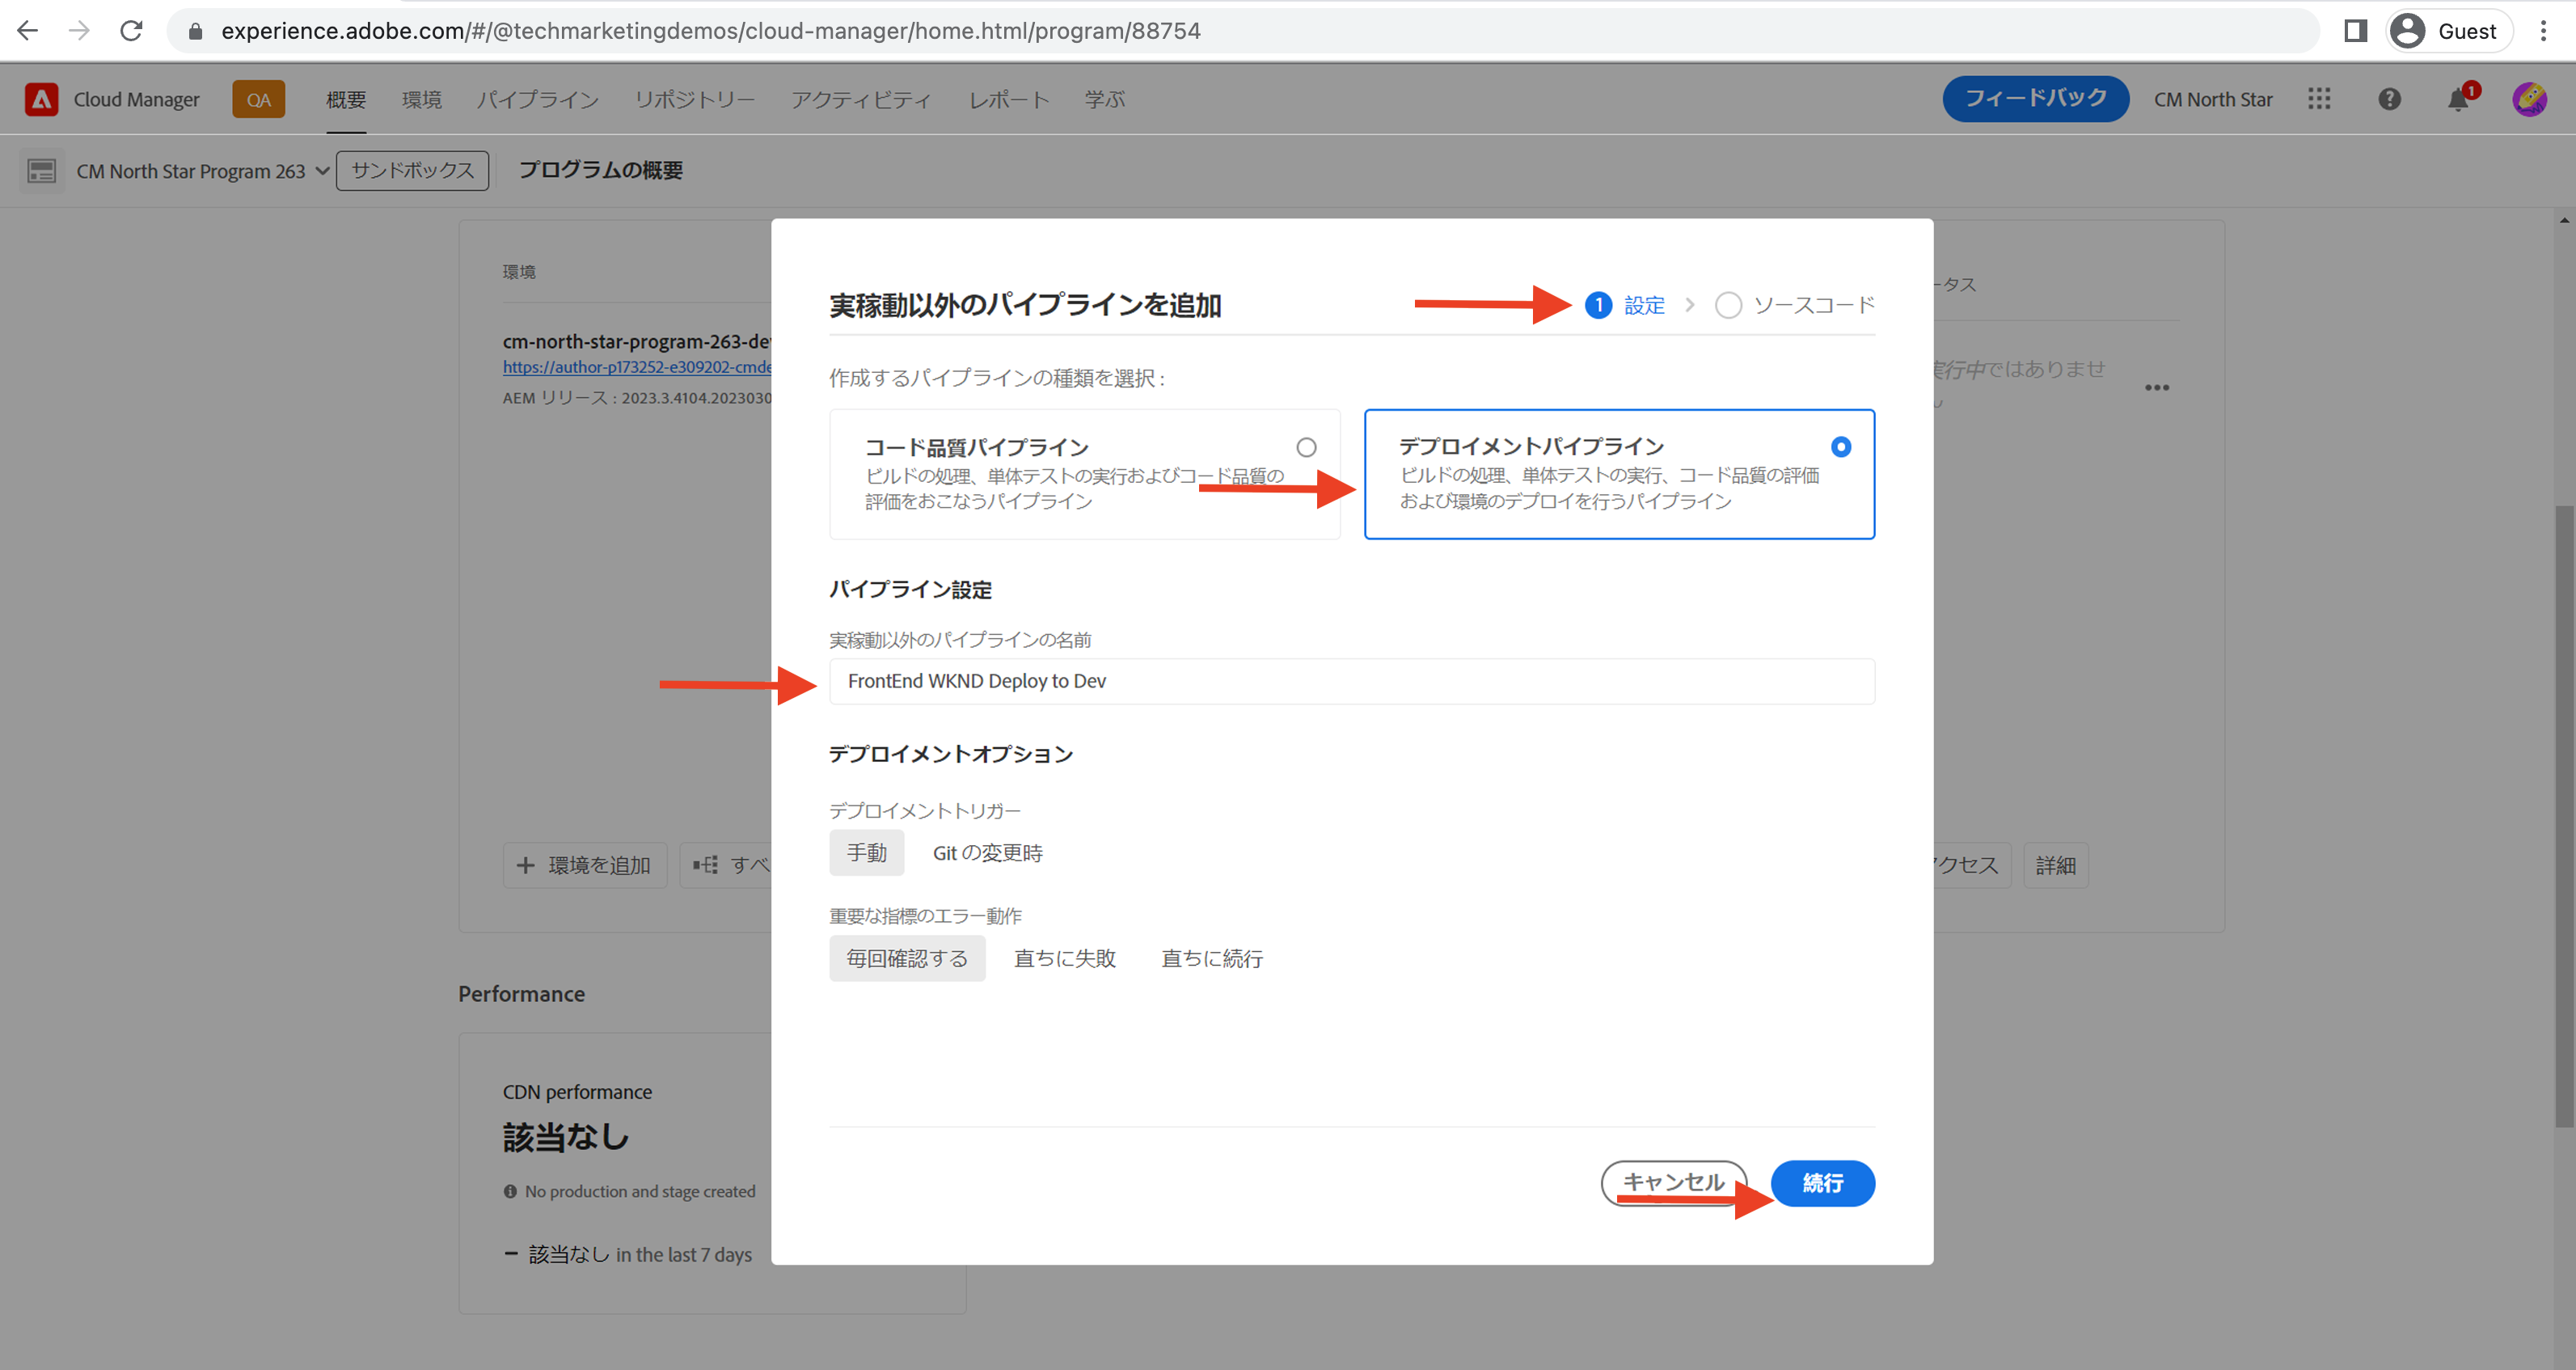 experience.adobe.com/#/@techmarketingdemos/cloud-manager/home.html/program/88754
Guest
Cloud Manager
QA
概要
環境
パイプライン
リポジトリー
アクティビティ
レポート
学ぶ
フィードバック
CM North Star
1
CM North Star Program 263
サンドボックス
プログラムの概要
環境
cm-north-star-program-263-de
https://author-p173252-e309202-cmde
AEM リリース : 2023.3.4104.2023030
環境を追加
すべ
ータス
実行中ではありませ
ん
アクセス
詳細
Performance
CDN performance
該当なし
No production and stage created
該当なし in the last 7 days
実稼動以外のパイプラインを追加
1 設定
ソースコード
作成するパイプラインの種類を選択 :
コード品質パイプライン
ビルドの処理、単体テストの実行およびコード品質の
評価をおこなうパイプライン
デプロイメントパイプライン
ビルドの処理、単体テストの実行、コード品質の評価
および環境のデプロイを行うパイプライン
パイプライン設定
実稼動以外のパイプラインの名前
FrontEnd WKND Deploy to Dev
デプロイメントオプション
デプロイメントトリガー
手動
Git の変更時
重要な指標のエラー動作
毎回確認する
直ちに失敗
直ちに続行
キャンセル
続行